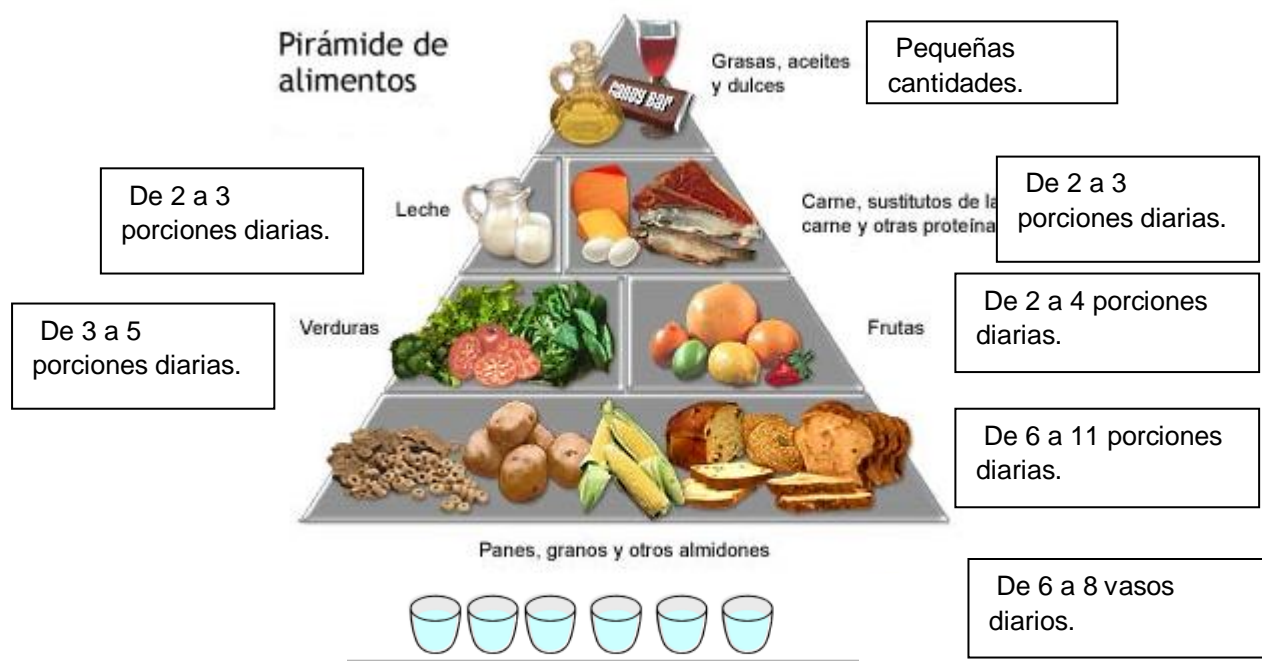 Pirámide de
alimentos
Grasas, aceites
y dulces
Pequeñas
cantidades.
CANDY BAR
De 2 a 3
porciones diarias.
Leche
Carne, sustitutos de la
carne y otras proteína
De 2 a 3
porciones diarias.
De 3 a 5
porciones diarias.
Verduras
Frutas
De 2 a 4 porciones
diarias.
De 6 a 11 porciones
diarias.
Panes, granos y otros almidones
De 6 a 8 vasos
diarios.